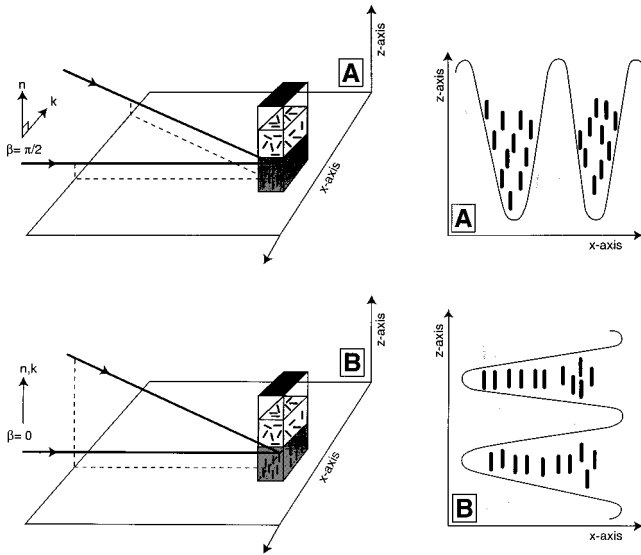 A
z-axis
n
k
β= π/2
x-axis
z-axis
A
x-axis
B
z-axis
n,k
β= 0
x-axis
z-axis
B
x-axis